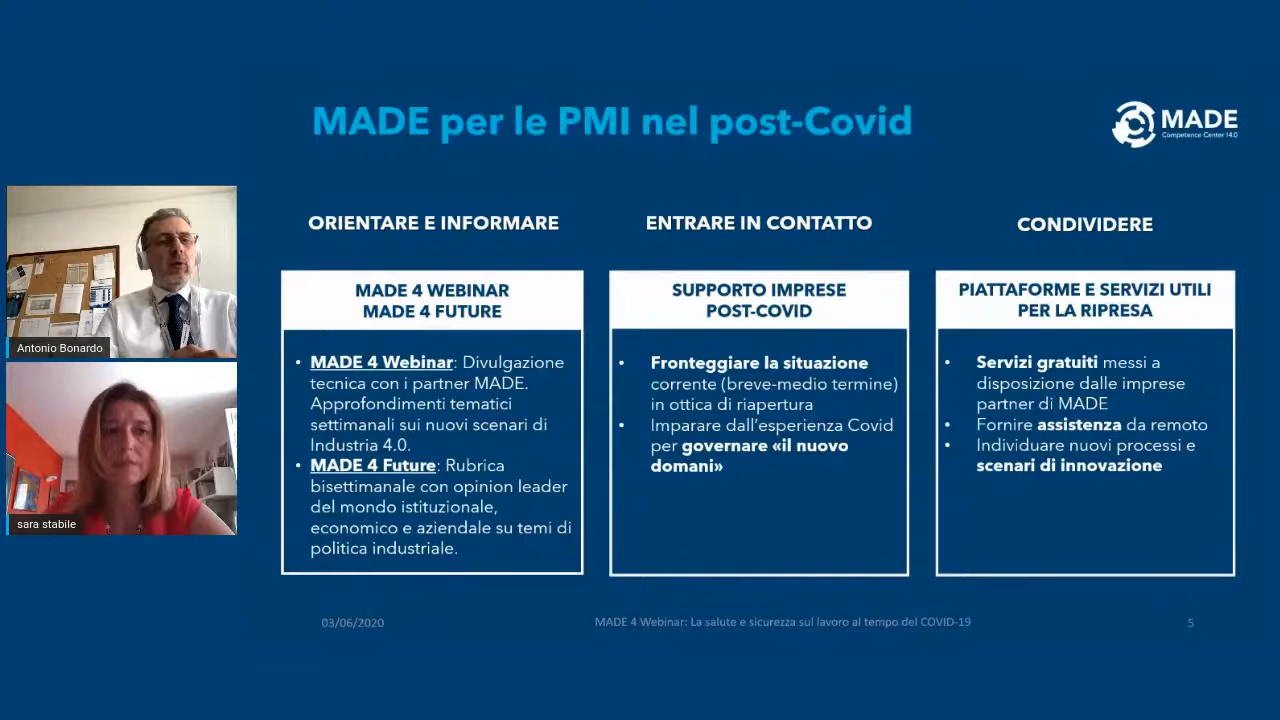 MADE per le PMI nel post-Covid
MADE
Competence Center I4.0
Antonio Bonardo
sara stabile
ORIENTARE E INFORMARE
MADE 4 WEBINAR
MADE 4 FUTURE
• MADE 4 Webinar: Divulgazione
tecnica con i partner MADE.
Approfondimenti tematici
settimanali sui nuovi scenari di
Industria 4.0.
• MADE 4 Future: Rubrica
bisettimanale con opinion leader
del mondo istituzionale,
economico e aziendale su temi di
politica industriale.
ENTRARE IN CONTATTO
SUPPORTO IMPRESE
POST-COVID
• Fronteggiare la situazione
corrente (breve-medio termine)
in ottica di riapertura
• Imparare dall’esperienza Covid
per governare «il nuovo
domani»
CONDIVIDERE
PIATTAFORME E SERVIZI UTILI
PER LA RIPRESA
• Servizi gratuiti messi a
disposizione dalle imprese
partner di MADE
• Fornire assistenza da remoto
• Individuare nuovi processi e
scenari di innovazione
03/06/2020
MADE 4 Webinar: La salute e sicurezza sul lavoro al tempo del COVID-19
5